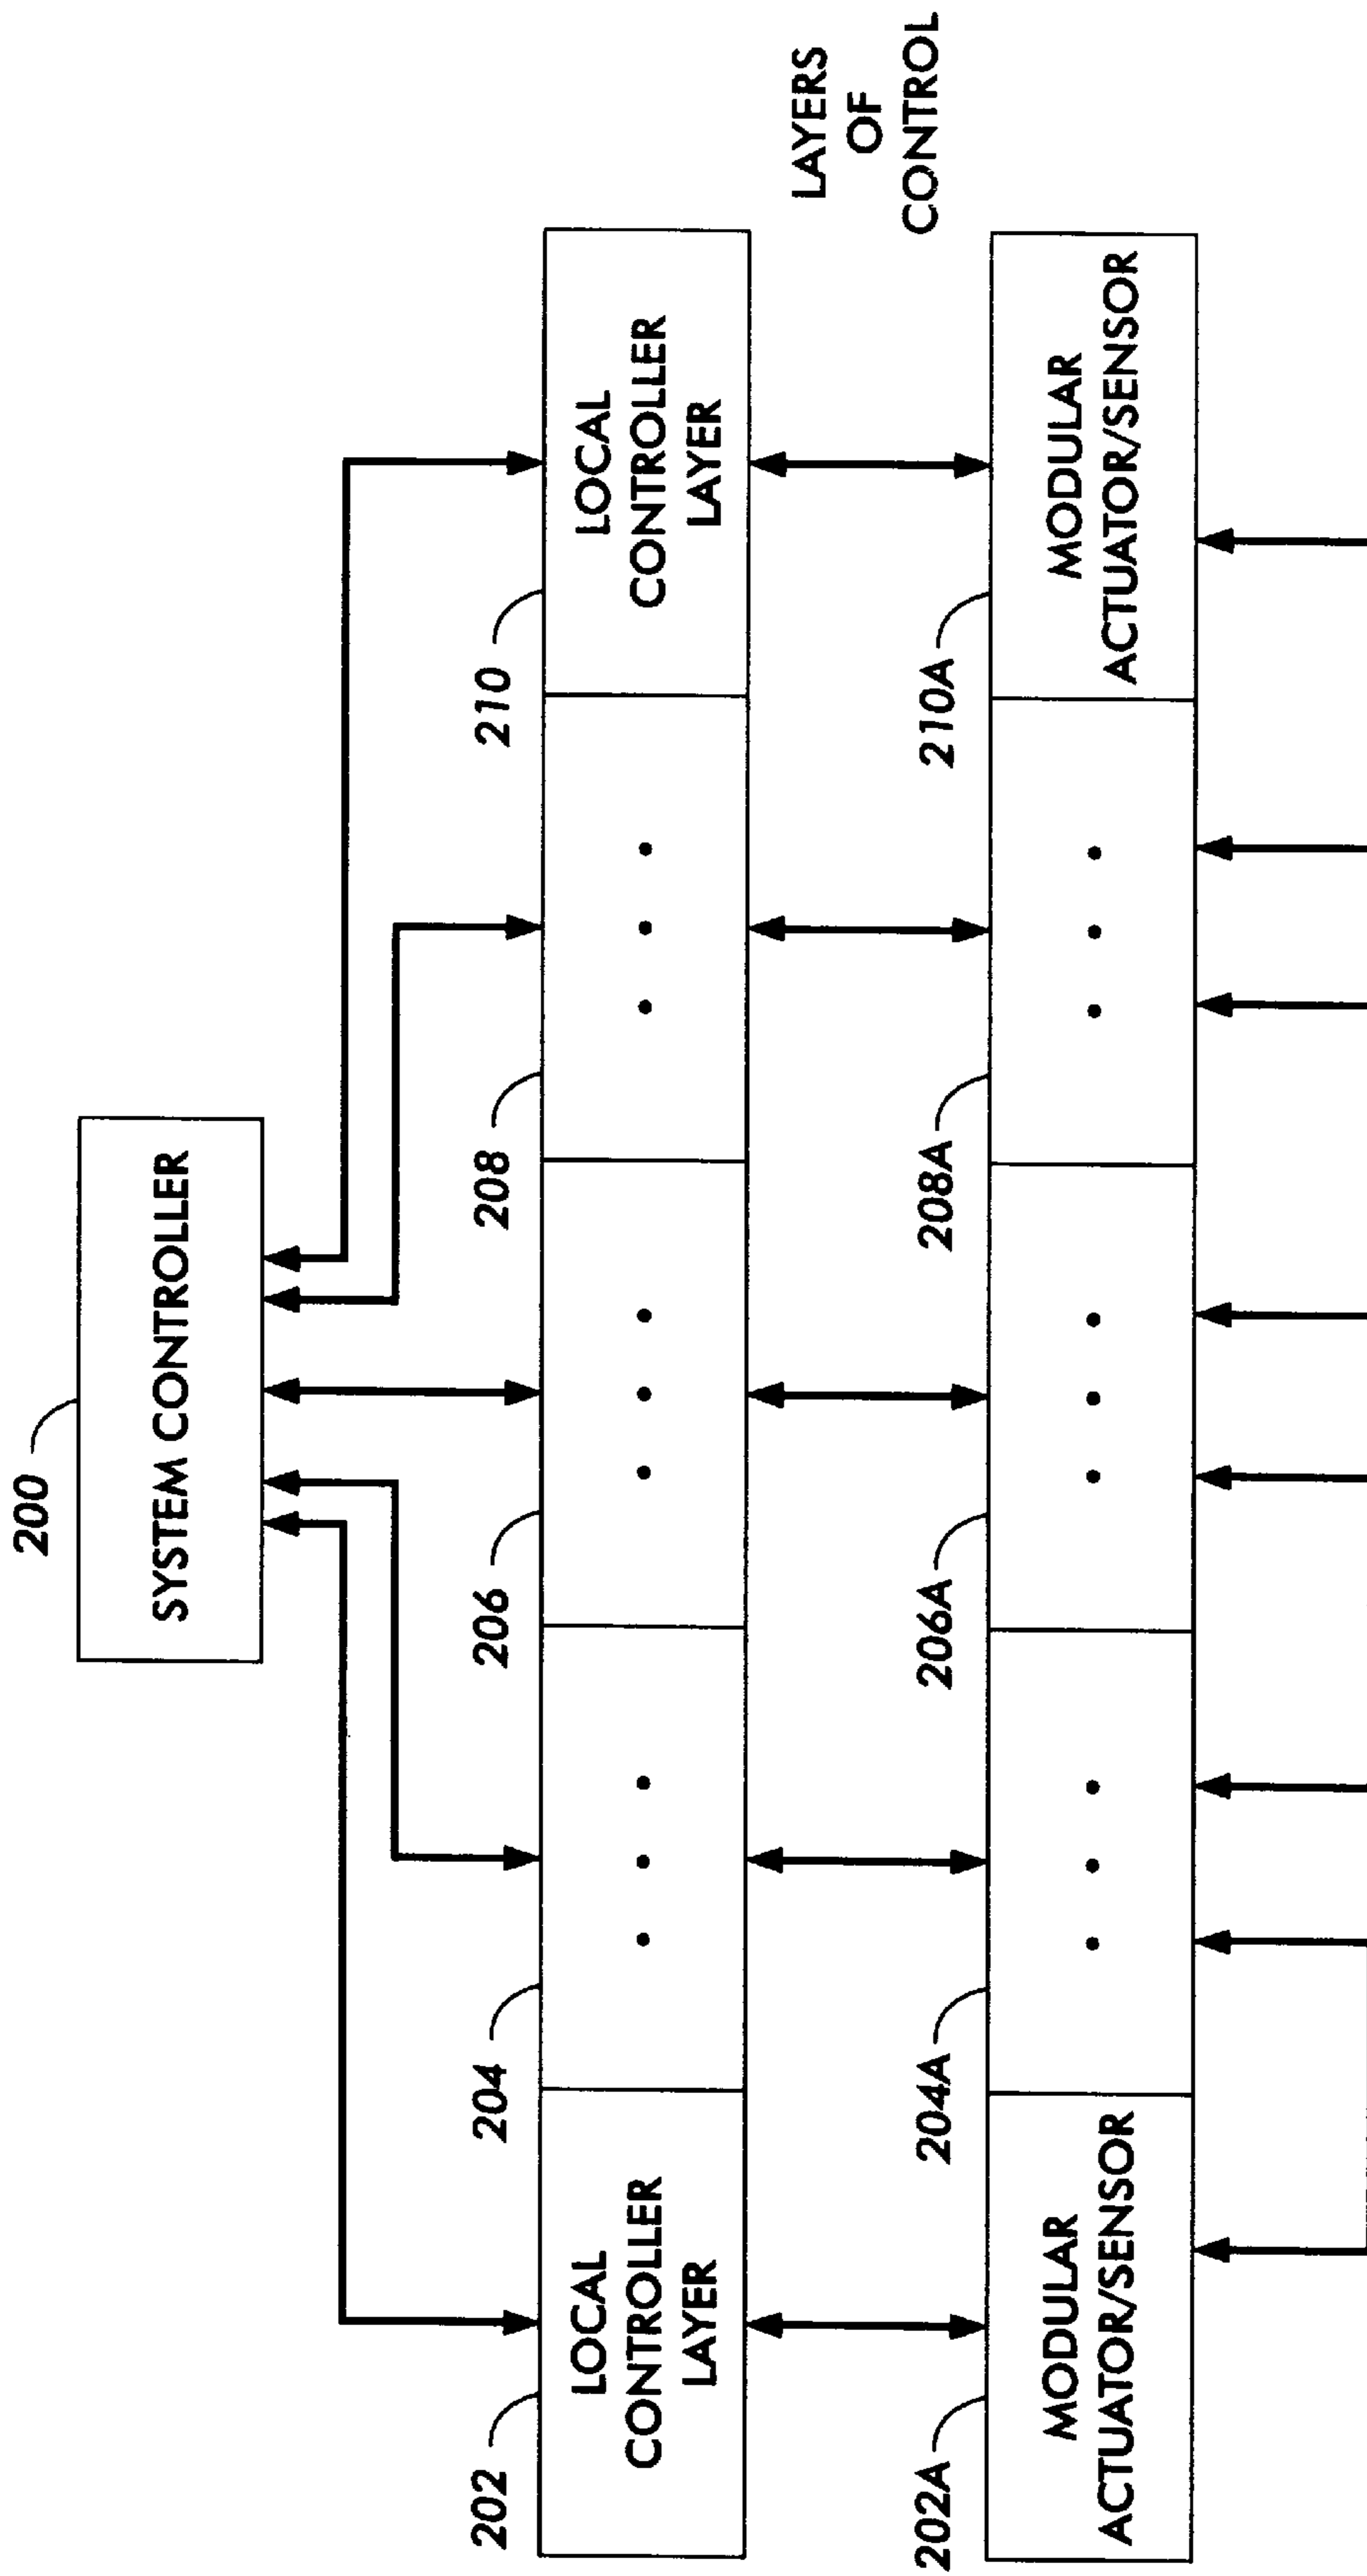 200
SYSTEM CONTROLLER
202
LOCAL
CONTROLLER
LAYER
204
206
208
210
LOCAL
CONTROLLER
LAYER
LAYERS
OF
CONTROL
202A
MODULAR
ACTUATOR/SENSOR
204A
206A
208A
210A
MODULAR
ACTUATOR/SENSOR